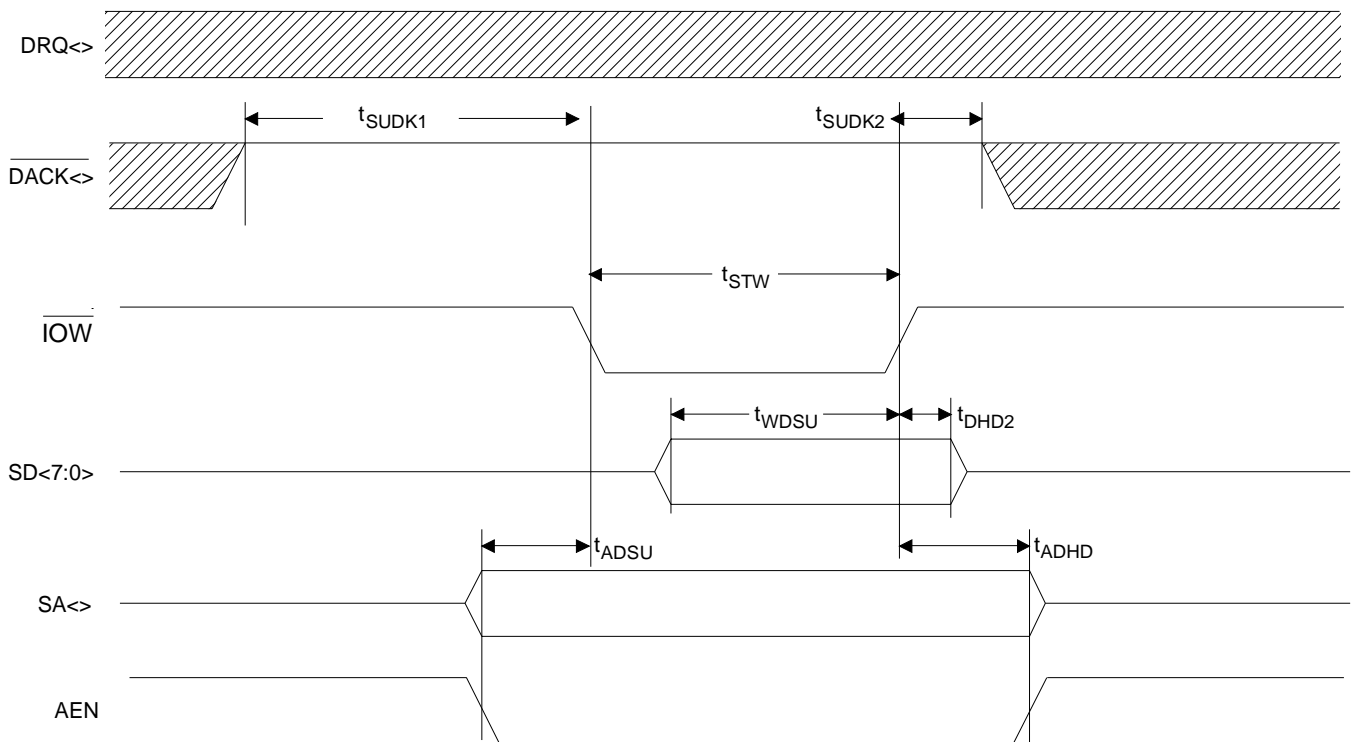 DRQ<>
tSUDK1
tSUDK2
DACK<>
tSTW
IOW
tWDSU
tDHD2
SD<7:0>
tADSU
tADHD
SA<>
AEN